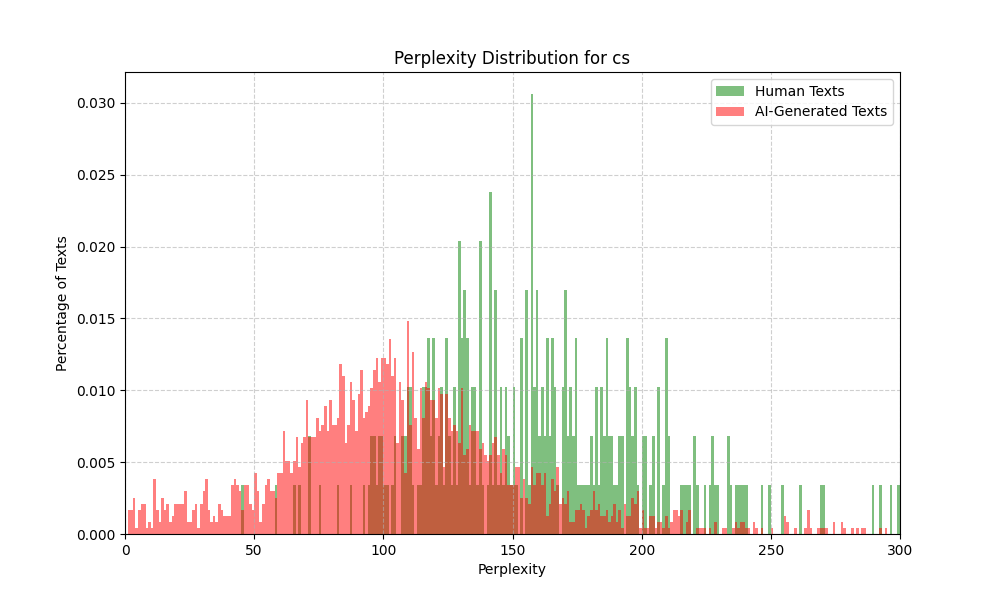 Perplexity Distribution for cs
Human Texts
AI-Generated Texts
Percentage of Texts
0.030
0.025
0.020
0.015
0.010
0.005
0.000
0 50 100 150 200 250 300
Perplexity